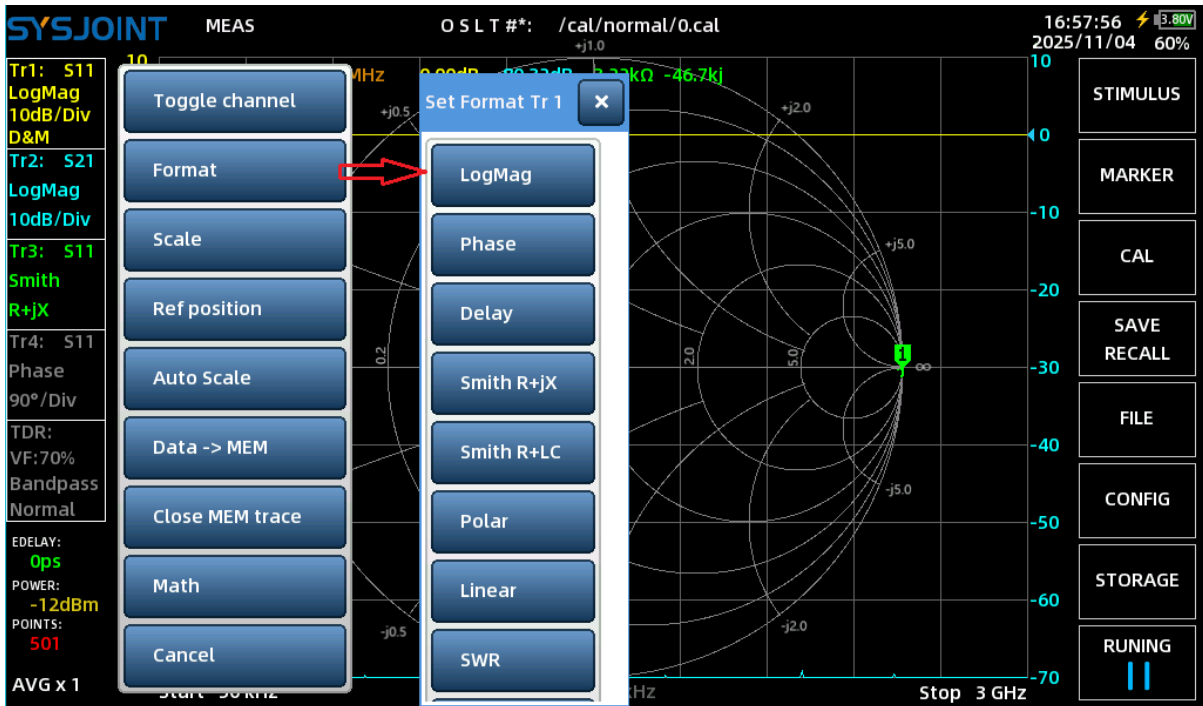 SYSJOINT
MEAS
O S L T #*: /cal/normal/0.cal
16:57:56
3.80V
2025/11/04 60%
Tr1: S11
LogMag
10dB/Div
D&M
Tr2: S21
LogMag
10dB/Div
Tr3: S11
Smith
R+jX
Tr4: S11
Phase
90°/Div
TDR:
VF:70%
Bandpass
Normal
EDELAY:
0ps
POWER:
-12dBm
POINTS:
501
AVG x 1
10
Toggle channel
Format
Scale
Ref position
Auto Scale
Data -> MEM
Close MEM trace
Math
Cancel
MHz
-46.7kj
Set Format Tr 1
×
LogMag
Phase
Delay
Smith R+jX
Smith R+LC
Polar
Linear
SWR
+j1.0
+j0.5
+j2.0
+j5.0
0.2
2.0
5.0
1
∞
-j5.0
-j0.5
-j2.0
10
0
-10
-20
-30
-40
-50
-60
-70
kHz
Stop 3 GHz
STIMULUS
MARKER
CAL
SAVE
RECALL
FILE
CONFIG
STORAGE
RUNING